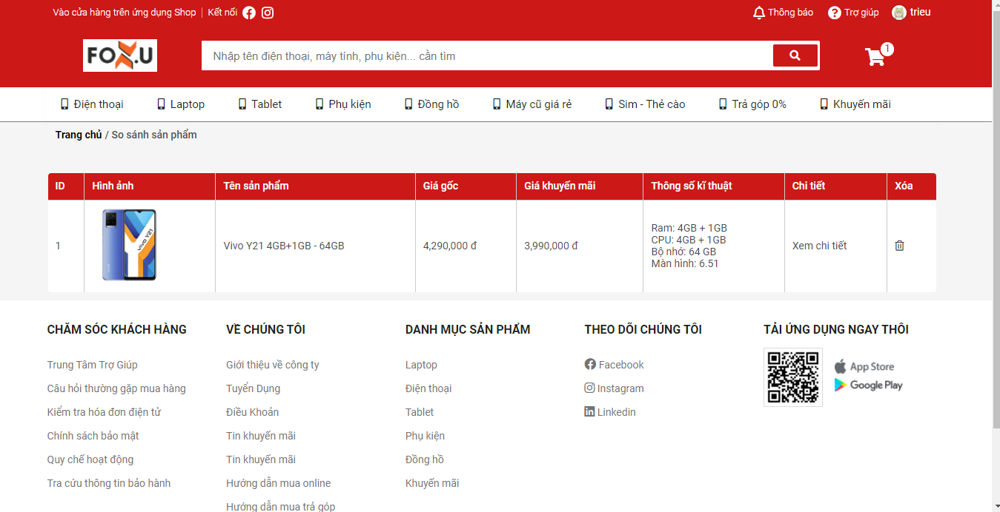 Vào cửa hàng trên ứng dụng Shop | Kết nối
Thông báo
Trợ giúp
trieu
FOX.U
Nhập tên điện thoại, máy tính, phụ kiện... cần tìm
1
Điện thoại
Laptop
Tablet
Phụ kiện
Đồng hồ
Máy cũ giá rẻ
Sim - Thẻ cào
Trả góp 0%
Khuyến mãi
Trang chủ / So sánh sản phẩm
ID
Hình ảnh
Tên sản phẩm
Giá gốc
Giá khuyến mãi
Thông số kĩ thuật
Chi tiết
Xóa
1
vivo Y21
Vivo Y21 4GB+1GB - 64GB
4,290,000 đ
3,990,000 đ
Ram: 4GB + 1GB
CPU: 4GB + 1GB
Bộ nhớ: 64 GB
Màn hình: 6.51
Xem chi tiết
CHĂM SÓC KHÁCH HÀNG
Trung Tâm Trợ Giúp
Câu hỏi thường gặp mua hàng
Kiểm tra hóa đơn điện tử
Chính sách bảo mật
Quy chế hoạt động
Tra cứu thông tin bảo hành
VỀ CHÚNG TÔI
Giới thiệu về công ty
Tuyển Dụng
Điều Khoản
Tin khuyến mãi
Tin khuyến mãi
Hướng dẫn mua online
Hướng dẫn mua trả góp
DANH MỤC SẢN PHẨM
Laptop
Điện thoại
Tablet
Phụ kiện
Đồng hồ
Khuyến mãi
THEO DÕI CHÚNG TÔI
Facebook
Instagram
Linkedin
TẢI ỨNG DỤNG NGAY THÔI
App Store
Google Play